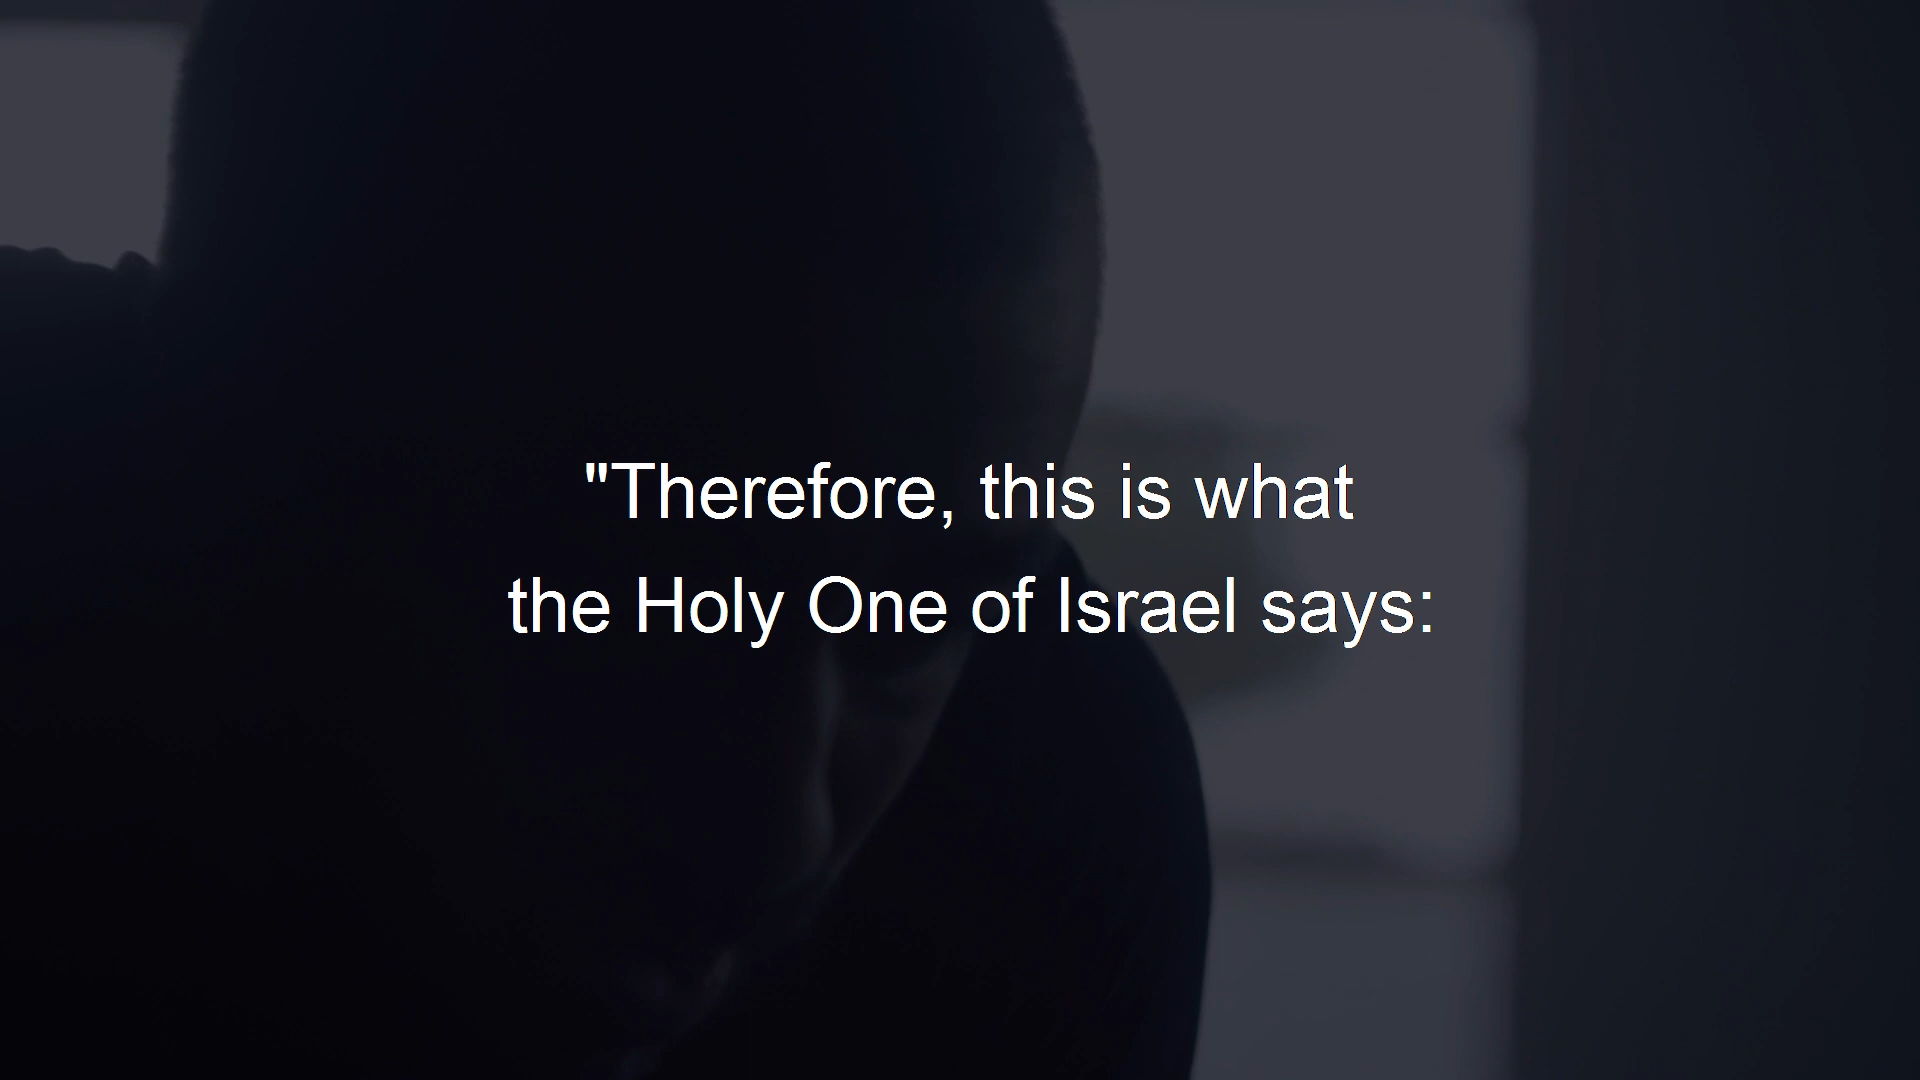 "Therefore, this is what
the Holy One of Israel says: